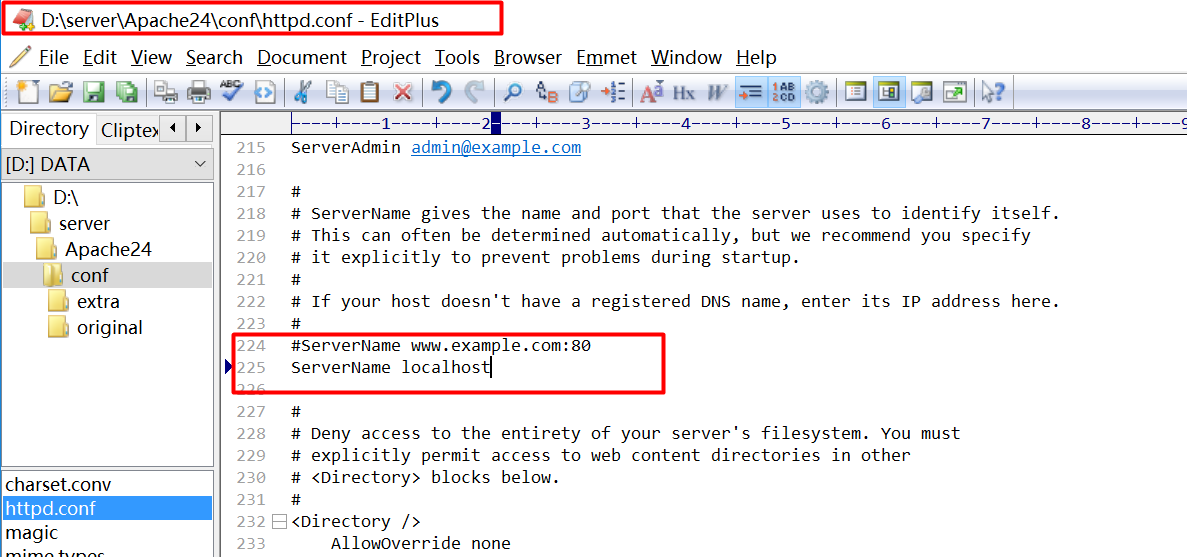 D:\server\Apache24\conf\httpd.conf - EditPlus
File Edit View Search Document Project Tools Browser Emmet Window Help
Directory Cliptex
[D:] DATA
D:\
server
Apache24
conf
extra
original
charset.conv
httpd.conf
magic
mime.types
----+----1----+----2----+----3----+----4----+----5----+----6----+----7----+----8----+----9
215 ServerAdmin admin@example.com
216
217 #
218 # ServerName gives the name and port that the server uses to identify itself.
219 # This can often be determined automatically, but we recommend you specify
220 # it explicitly to prevent problems during startup.
221 #
222 # If your host doesn't have a registered DNS name, enter its IP address here.
223 #
224 #ServerName www.example.com:80
225 ServerName localhost
226
227 #
228 # Deny access to the entirety of your server's filesystem. You must
229 # explicitly permit access to web content directories in other
230 # <Directory> blocks below.
231 #
232 <Directory />
233 AllowOverride none